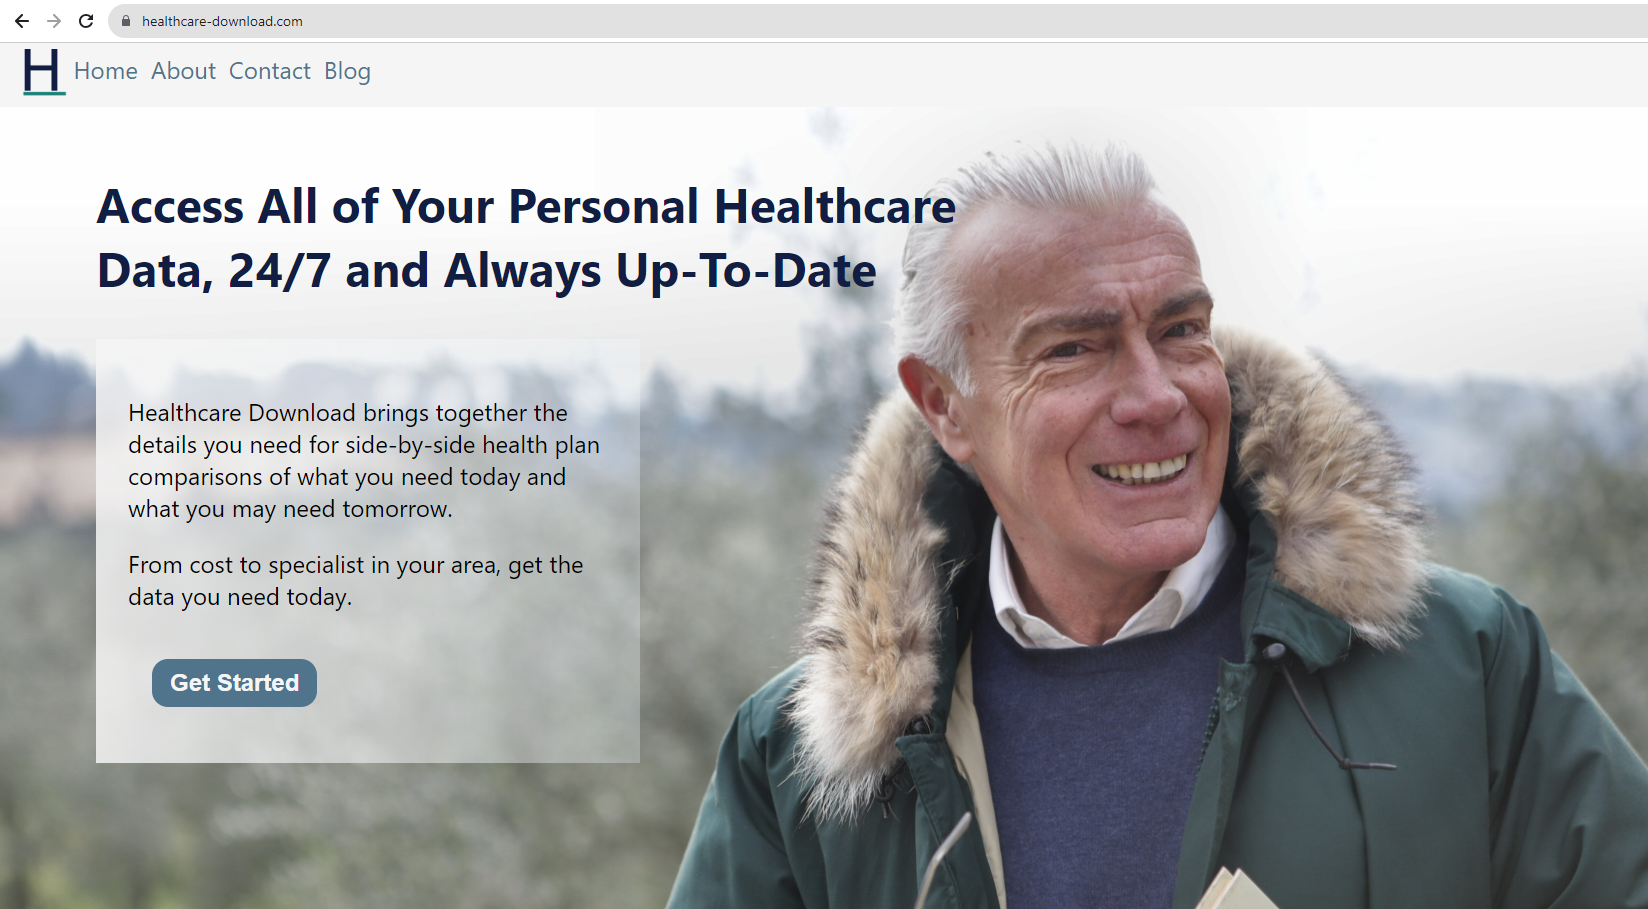 healthcare-download.com
H Home About Contact Blog
Access All of Your Personal Healthcare
Data, 24/7 and Always Up-To-Date
Healthcare Download brings together the
details you need for side-by-side health plan
comparisons of what you need today and
what you may need tomorrow.
From cost to specialist in your area, get the
data you need today.
Get Started